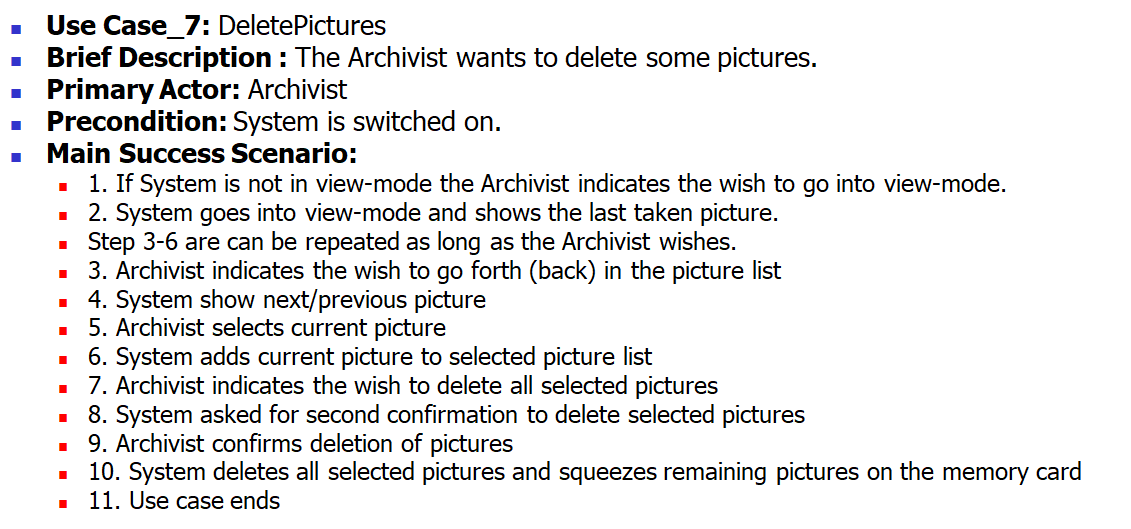 Use Case_7: DeletePictures
Brief Description : The Archivist wants to delete some pictures.
Primary Actor: Archivist
Precondition: System is switched on.
Main Success Scenario:
1. If System is not in view-mode the Archivist indicates the wish to go into view-mode.
2. System goes into view-mode and shows the last taken picture.
Step 3-6 are can be repeated as long as the Archivist wishes.
3. Archivist indicates the wish to go forth (back) in the picture list
4. System show next/previous picture
5. Archivist selects current picture
6. System adds current picture to selected picture list
7. Archivist indicates the wish to delete all selected pictures
8. System asked for second confirmation to delete selected pictures
9. Archivist confirms deletion of pictures
10. System deletes all selected pictures and squeezes remaining pictures on the memory card
11. Use case ends